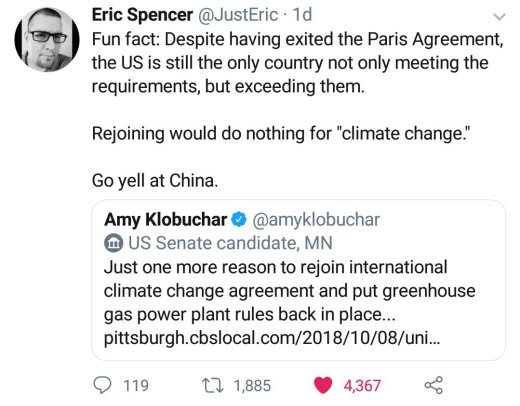 Eric Spencer @JustEric · 1d
Fun fact: Despite having exited the Paris Agreement,
the US is still the only country not only meeting the
requirements, but exceeding them.
Rejoining would do nothing for "climate change."
Go yell at China.
Amy Klobuchar @amyklobuchar
US Senate candidate, MN
Just one more reason to rejoin international
climate change agreement and put greenhouse
gas power plant rules back in place...
pittsburgh.cbslocal.com/2018/10/08/uni...
119 1,885 4,367